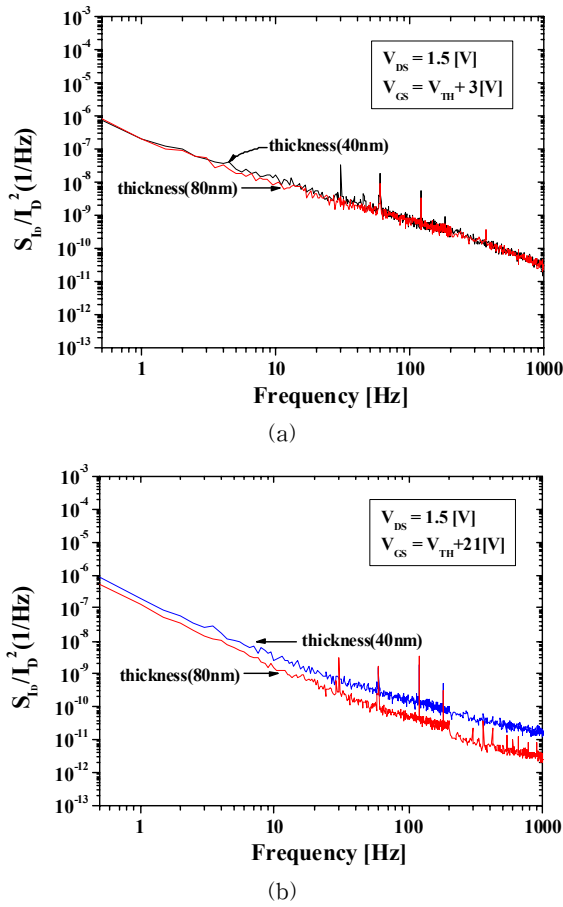 10^-3
10^-4
10^-5
10^-6
10^-7
10^-8
10^-9
10^-10
10^-11
10^-12
10^-13
S_ID/I_D^2 (1/Hz)
V_DS = 1.5 [V]
V_GS = V_TH + 3[V]
thickness(40nm)
thickness(80nm)
1 10 100 1000
Frequency [Hz]
(a)
10^-3
10^-4
10^-5
10^-6
10^-7
10^-8
10^-9
10^-10
10^-11
10^-12
10^-13
S_ID/I_D^2 (1/Hz)
V_DS = 1.5 [V]
V_GS = V_TH+21[V]
thickness(40nm)
thickness(80nm)
1 10 100 1000
Frequency [Hz]
(b)